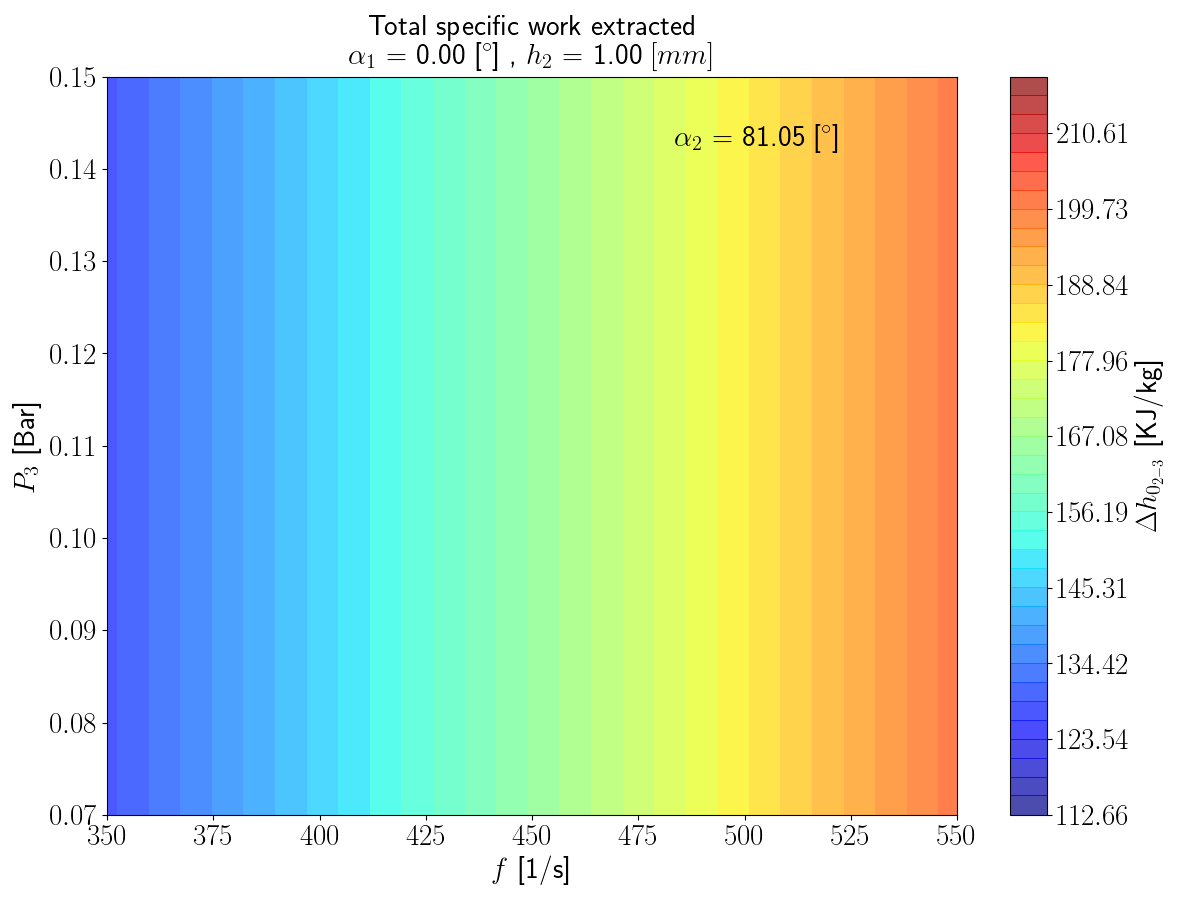 Total specific work extracted
α₁ = 0.00 [°] , h₂ = 1.00 [mm]
α₂ = 81.05 [°]
0.15
0.14
0.13
0.12
0.11
0.10
0.09
0.08
0.07
P₃ [Bar]
350 375 400 425 450 475 500 525 550
f [1/s]
210.61
199.73
188.84
177.96
167.08
156.19
145.31
134.42
123.54
112.66
Δh₀₂₋₃ [KJ/kg]